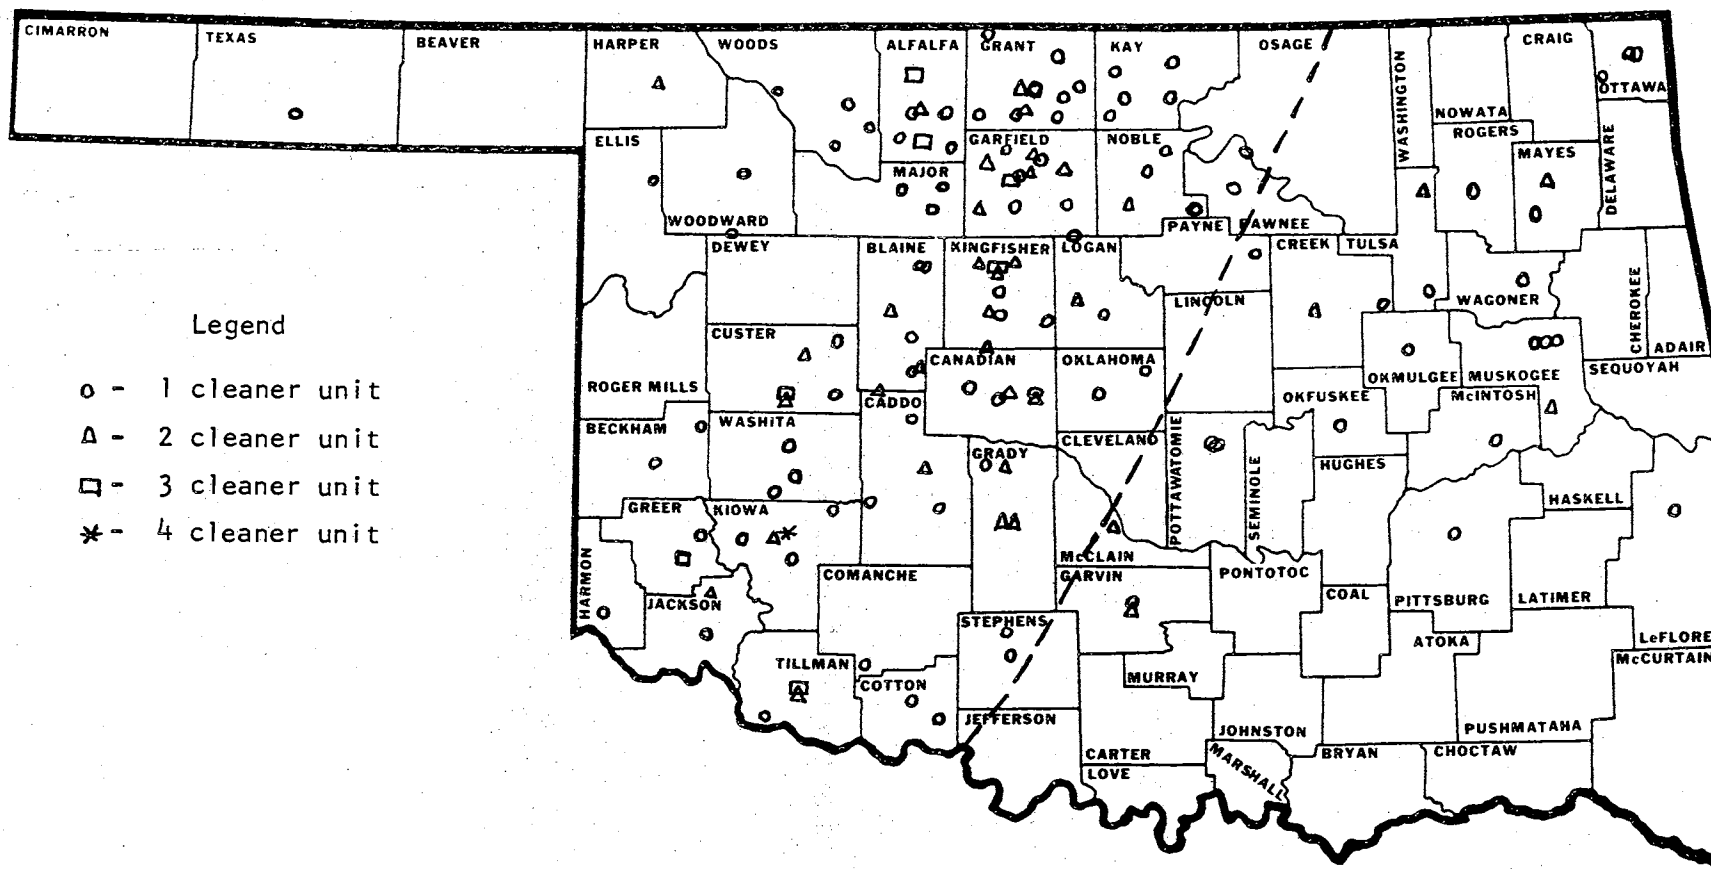 CIMARRON
TEXAS
BEAVER
HARPER
WOODS
ALFALFA
GRANT
KAY
OSAGE
WASHINGTON
NOWATA
CRAIG
OTTAWA
ELLIS
WOODWARD
MAJOR
GARFIELD
NOBLE
PAYNE
PAWNEE
ROGERS
MAYES
DELAWARE
DEWEY
BLAINE
KINGFISHER
LOGAN
LINCOLN
CREEK
TULSA
WAGONER
CHEROKEE
ADAIR
Legend
o - 1 cleaner unit
Δ - 2 cleaner unit
□ - 3 cleaner unit
* - 4 cleaner unit
ROGER MILLS
CUSTER
CANADIAN
OKLAHOMA
OKMULGEE
MUSKOGEE
SEQUOYAH
BECKHAM
WASHITA
CADDO
GRADY
CLEVELAND
POTTAWATOMIE
SEMINOLE
OKFUSKEE
HUGHES
McINTOSH
HASKELL
GREER
KIOWA
HARMON
JACKSON
COMANCHE
McCLAIN
GARVIN
PONTOTOC
COAL
PITTSBURG
LATIMER
LeFLORE
TILLMAN
COTTON
STEPHENS
MURRAY
ATOKA
McCURTAIN
JEFFERSON
CARTER
LOVE
JOHNSTON
MARSHALL
BRYAN
PUSHMATAHA
CHOCTAW